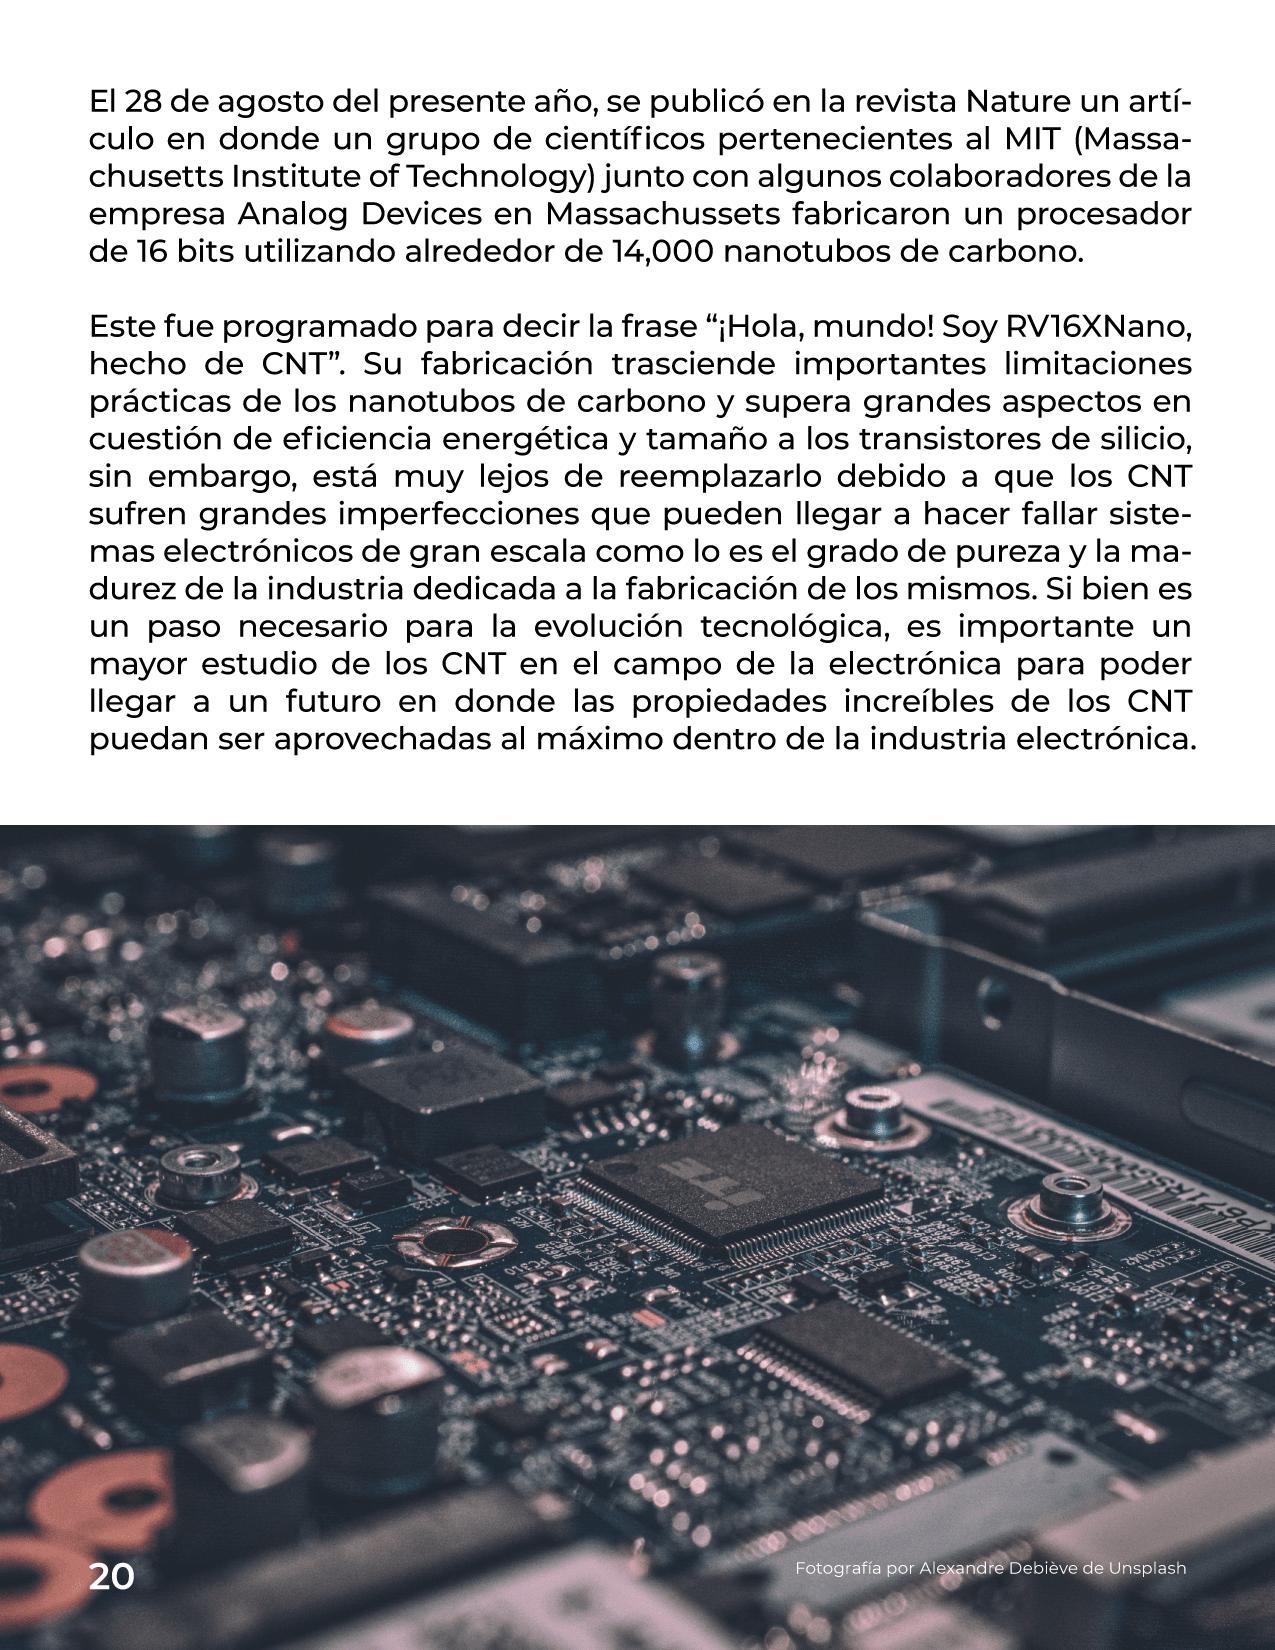 El 28 de agosto del presente año, se publicó en la revista Nature un artí-
culo en donde un grupo de científicos pertenecientes al MIT (Massa-
chusetts Institute of Technology) junto con algunos colaboradores de la
empresa Analog Devices en Massachussets fabricaron un procesador
de 16 bits utilizando alrededor de 14,000 nanotubos de carbono.
Este fue programado para decir la frase “¡Hola, mundo! Soy RV16XNano,
hecho de CNT”. Su fabricación trasciende importantes limitaciones
prácticas de los nanotubos de carbono y supera grandes aspectos en
cuestión de eficiencia energética y tamaño a los transistores de silicio,
sin embargo, está muy lejos de reemplazarlo debido a que los CNT
sufren grandes imperfecciones que pueden llegar a hacer fallar siste-
mas electrónicos de gran escala como lo es el grado de pureza y la ma-
durez de la industria dedicada a la fabricación de los mismos. Si bien es
un paso necesario para la evolución tecnológica, es importante un
mayor estudio de los CNT en el campo de la electrónica para poder
llegar a un futuro en donde las propiedades increíbles de los CNT
puedan ser aprovechadas al máximo dentro de la industria electrónica.
20
Fotografía por Alexandre Debiève de Unsplash